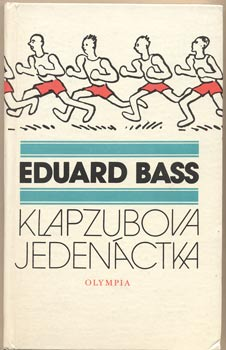 EDUARD BASS
KLAPZUBOVA
JEDENÁCTKA
OLYMPIA